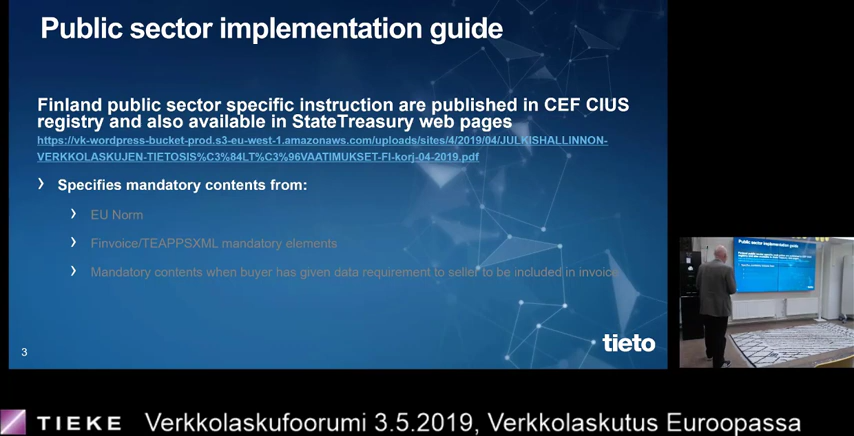 Public sector implementation guide
Finland public sector specific instruction are published in CEF CIUS
registry and also available in StateTreasury web pages
https://vk-wordpress-bucket-prod.s3-eu-west-1.amazonaws.com/uploads/sites/4/2019/04/JULKISHALLINNON-
VERKKOLASKUJEN-TIETOSIS%C3%84LT%C3%96VAATIMUKSET-FI-korj-04-2019.pdf
› Specifies mandatory contents from:
› EU Norm
› Finvoice/TEAPPSXML mandatory elements
› Mandatory contents when buyer has given data requirement to seller to be included in invoice
3
tieto
Public sector implementation guide
TIEKE Verkkolaskufoorumi 3.5.2019, Verkkolaskutus Euroopassa